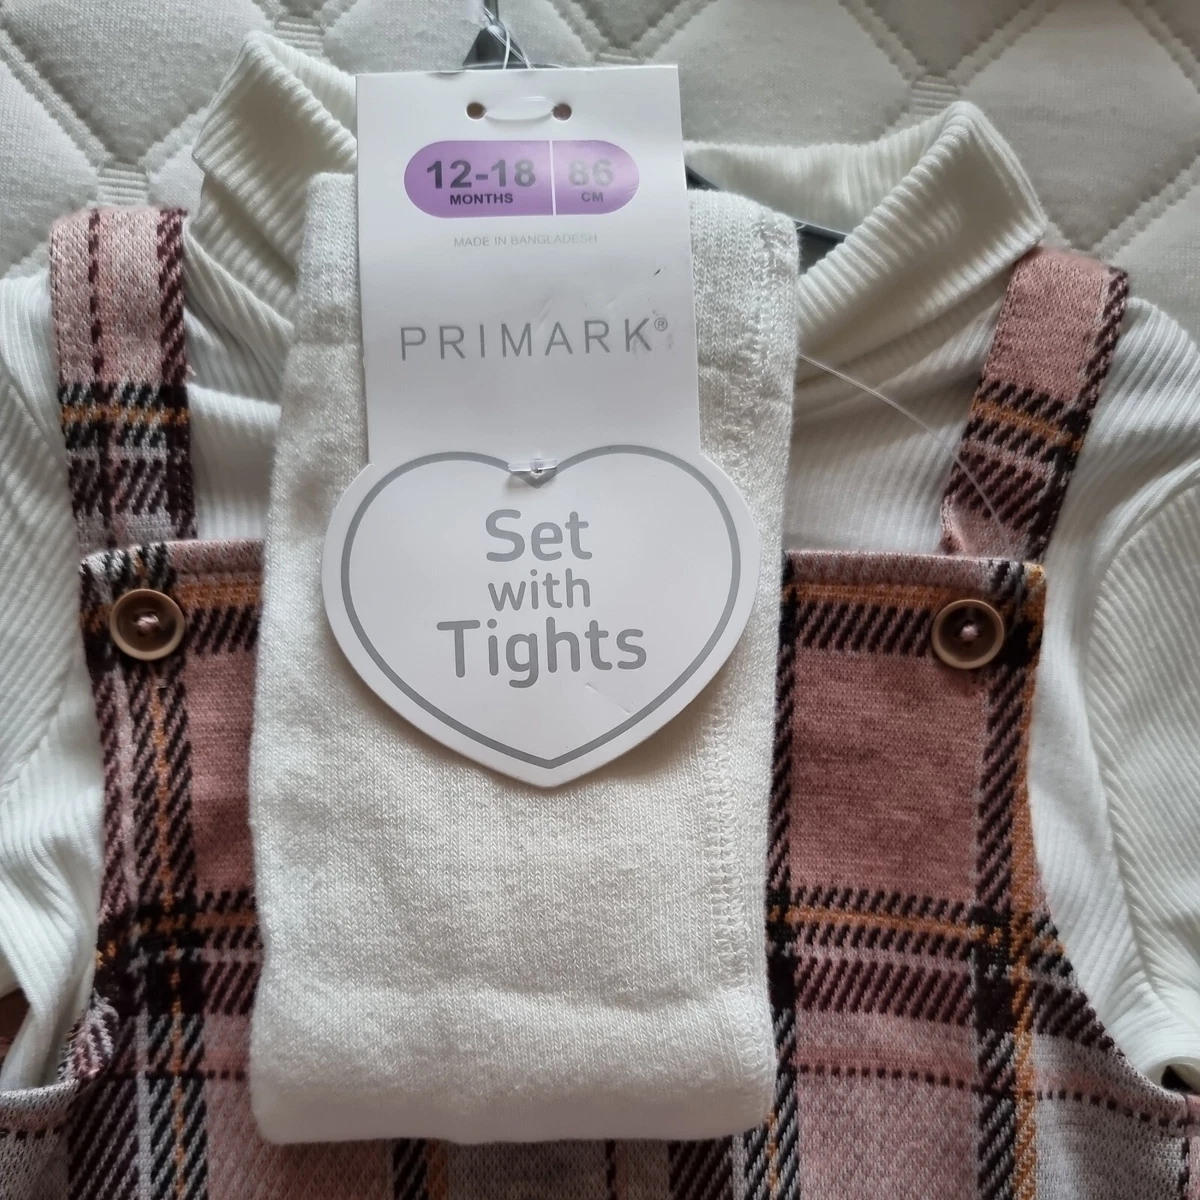 12-18 86
MONTHS CM
MADE IN BANGLADESH
PRIMARK®
Set
with
Tights